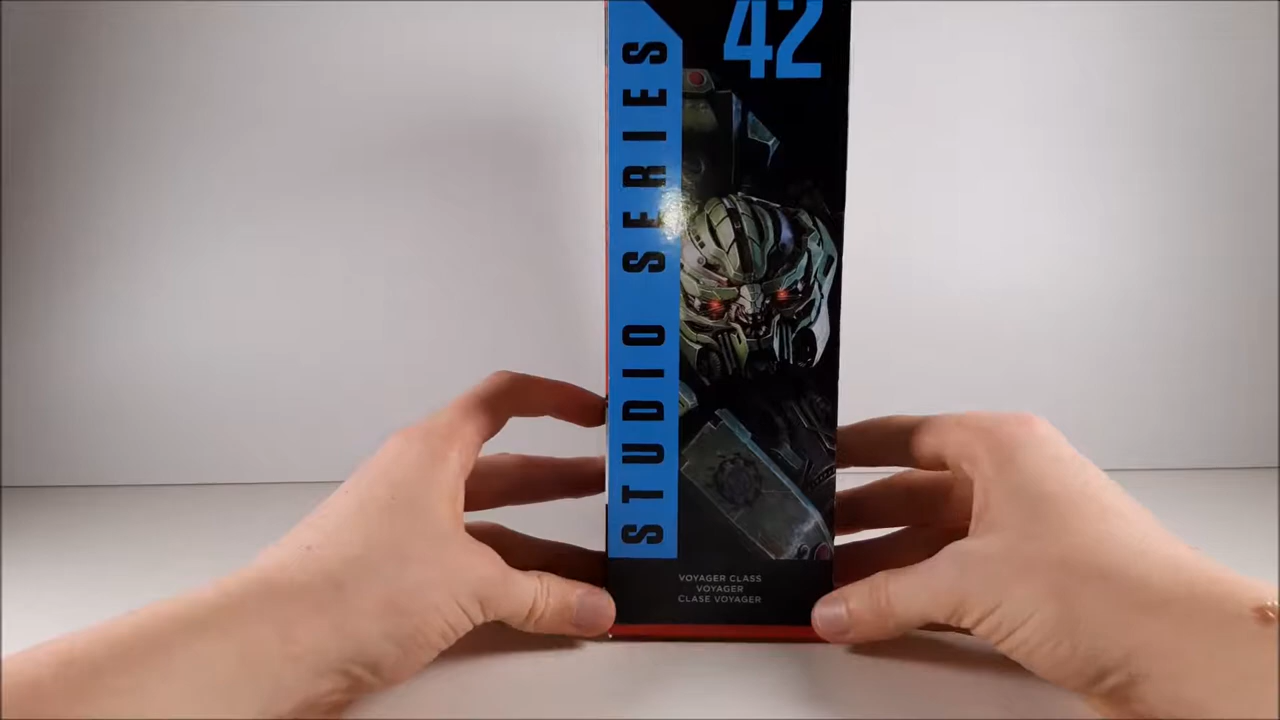 42
STUDIO SERIES
VOYAGER CLASS
VOYAGER
CLASE VOYAGER